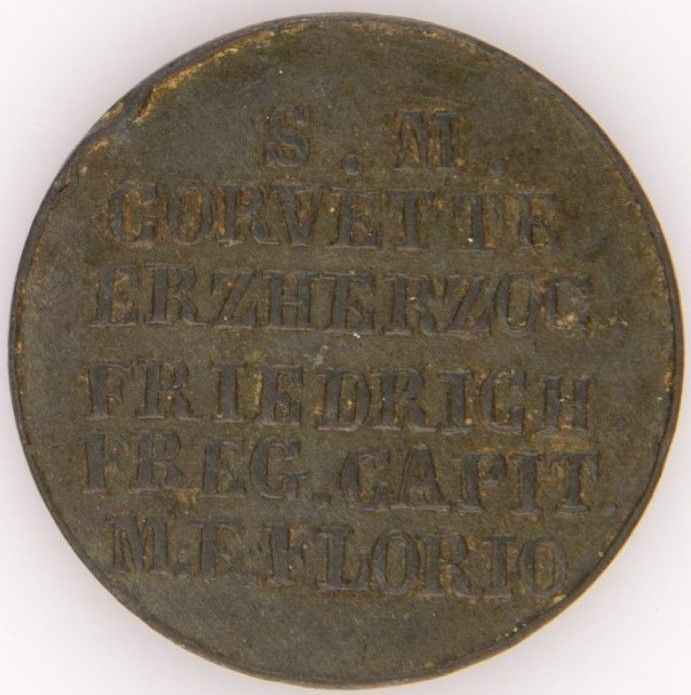 S. M.
CORVETTE
ERZHERZOG
FRIEDRICH.
FREG. CAPIT.
M.E. FLORIO